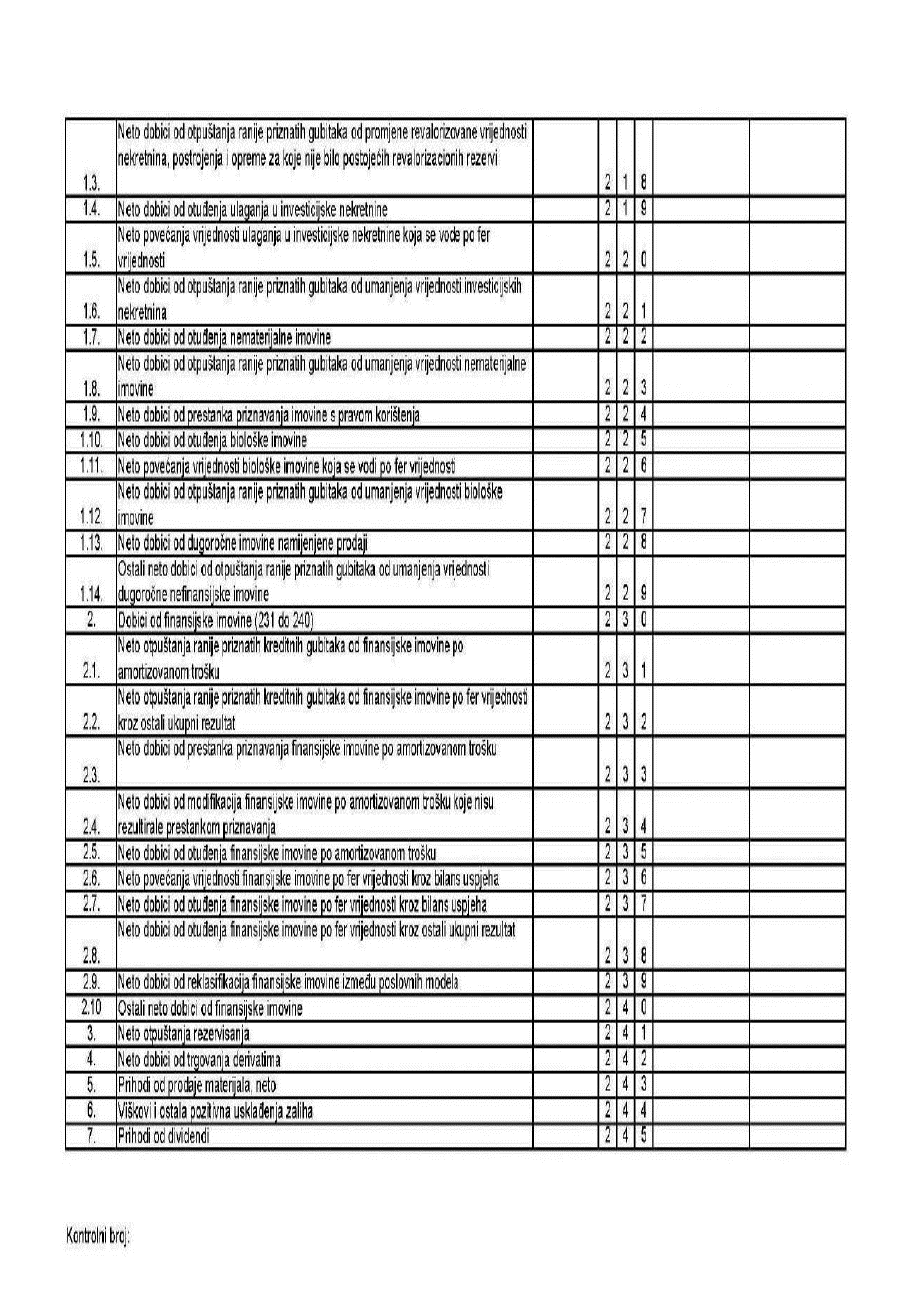 Neto dobici od otpuštanja ranije priznatih gubitaka od promjene revalorizovane vrijednosti
nekretnina, postrojenja i opreme za koje nije bilo postojećih revalorizacionih rezervi
1.3. 2 1 8
1.4. Neto dobici od otuđenja ulaganja u investicijske nekretnine 2 1 9
Neto povećanja vrijednosti ulaganja u investicijske nekretnine koja se vode po fer
1.5. vrijednosti 2 2 0
Neto dobici od otpuštanja ranije priznatih gubitaka od umanjenja vrijednosti investicijskih
1.6. nekretnina 2 2 1
1.7. Neto dobici od otuđenja nematerijalne imovine 2 2 2
Neto dobici od otpuštanja ranije priznatih gubitaka od umanjenja vrijednosti nematerijalne
1.8. imovine 2 2 3
1.9. Neto dobici od prestanka priznavanja imovine s pravom korištenja 2 2 4
1.10. Neto dobici od otuđenja biološke imovine 2 2 5
1.11. Neto povećanja vrijednosti biološke imovine koja se vodi po fer vrijednosti 2 2 6
Neto dobici od otpuštanja ranije priznatih gubitaka od umanjenja vrijednosti biološke
1.12. imovine 2 2 7
1.13. Neto dobici od dugoročne imovine namijenjene prodaji 2 2 8
Ostali neto dobici od otpuštanja ranije priznatih gubitaka od umanjenja vrjednosti
1.14. dugoročne nefinansijske imovine 2 2 9
2. Dobici od finansijske imovine (231 do 240) 2 3 0
Neto otpuštanja ranije priznatih kreditnih gubitaka od finansijske imovine po
2.1. amortizovanom trošku 2 3 1
Neto otpuštanja ranije priznatih kreditnih gubitaka od finansijske imovine po fer vrijednosti
2.2. kroz ostali ukupni rezultat 2 3 2
Neto dobici od prestanka priznavanja finansijske imovine po amortizovanom trošku
2.3. 2 3 3
Neto dobici od modifikacija finansijske imovine po amortizovanom trošku koje nisu
2.4. rezultirale prestankom priznavanja 2 3 4
2.5. Neto dobici od otuđenja finansijske imovine po amortizovanom trošku 2 3 5
2.6. Neto povećanja vrijednosti finansijske imovine po fer vrijednosti kroz bilans uspjeha 2 3 6
2.7. Neto dobici od otuđenja finansijske imovine po fer vrijednosti kroz bilans uspjeha 2 3 7
Neto dobici od otuđenja finansijske imovine po fer vrijednosti kroz ostali ukupni rezultat
2.8. 2 3 8
2.9. Neto dobici od reklasifikacija finansijske imovine između poslovnih modela 2 3 9
2.10 Ostali neto dobici od finansijske imovine 2 4 0
3. Neto otpuštanja rezervisanja 2 4 1
4. Neto dobici od trgovanja derivatima 2 4 2
5. Prihodi od prodaje materijala, neto 2 4 3
6. Viškovi i ostala pozitivna usklađenja zaliha 2 4 4
7. Prihodi od dividendi 2 4 5
Kontrolni broj: